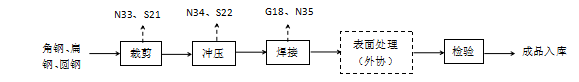 N33、S21
N34、S22
G18、N35
角钢、扁
钢、圆钢
裁剪
冲压
焊接
表面处理
（外协）
检验
成品入库